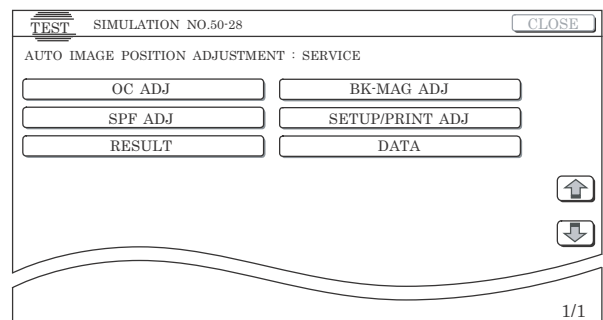 TEST SIMULATION NO.50-28 CLOSE
AUTO IMAGE POSITION ADJUSTMENT : SERVICE
OC ADJ BK-MAG ADJ
SPF ADJ SETUP/PRINT ADJ
RESULT DATA
1/1